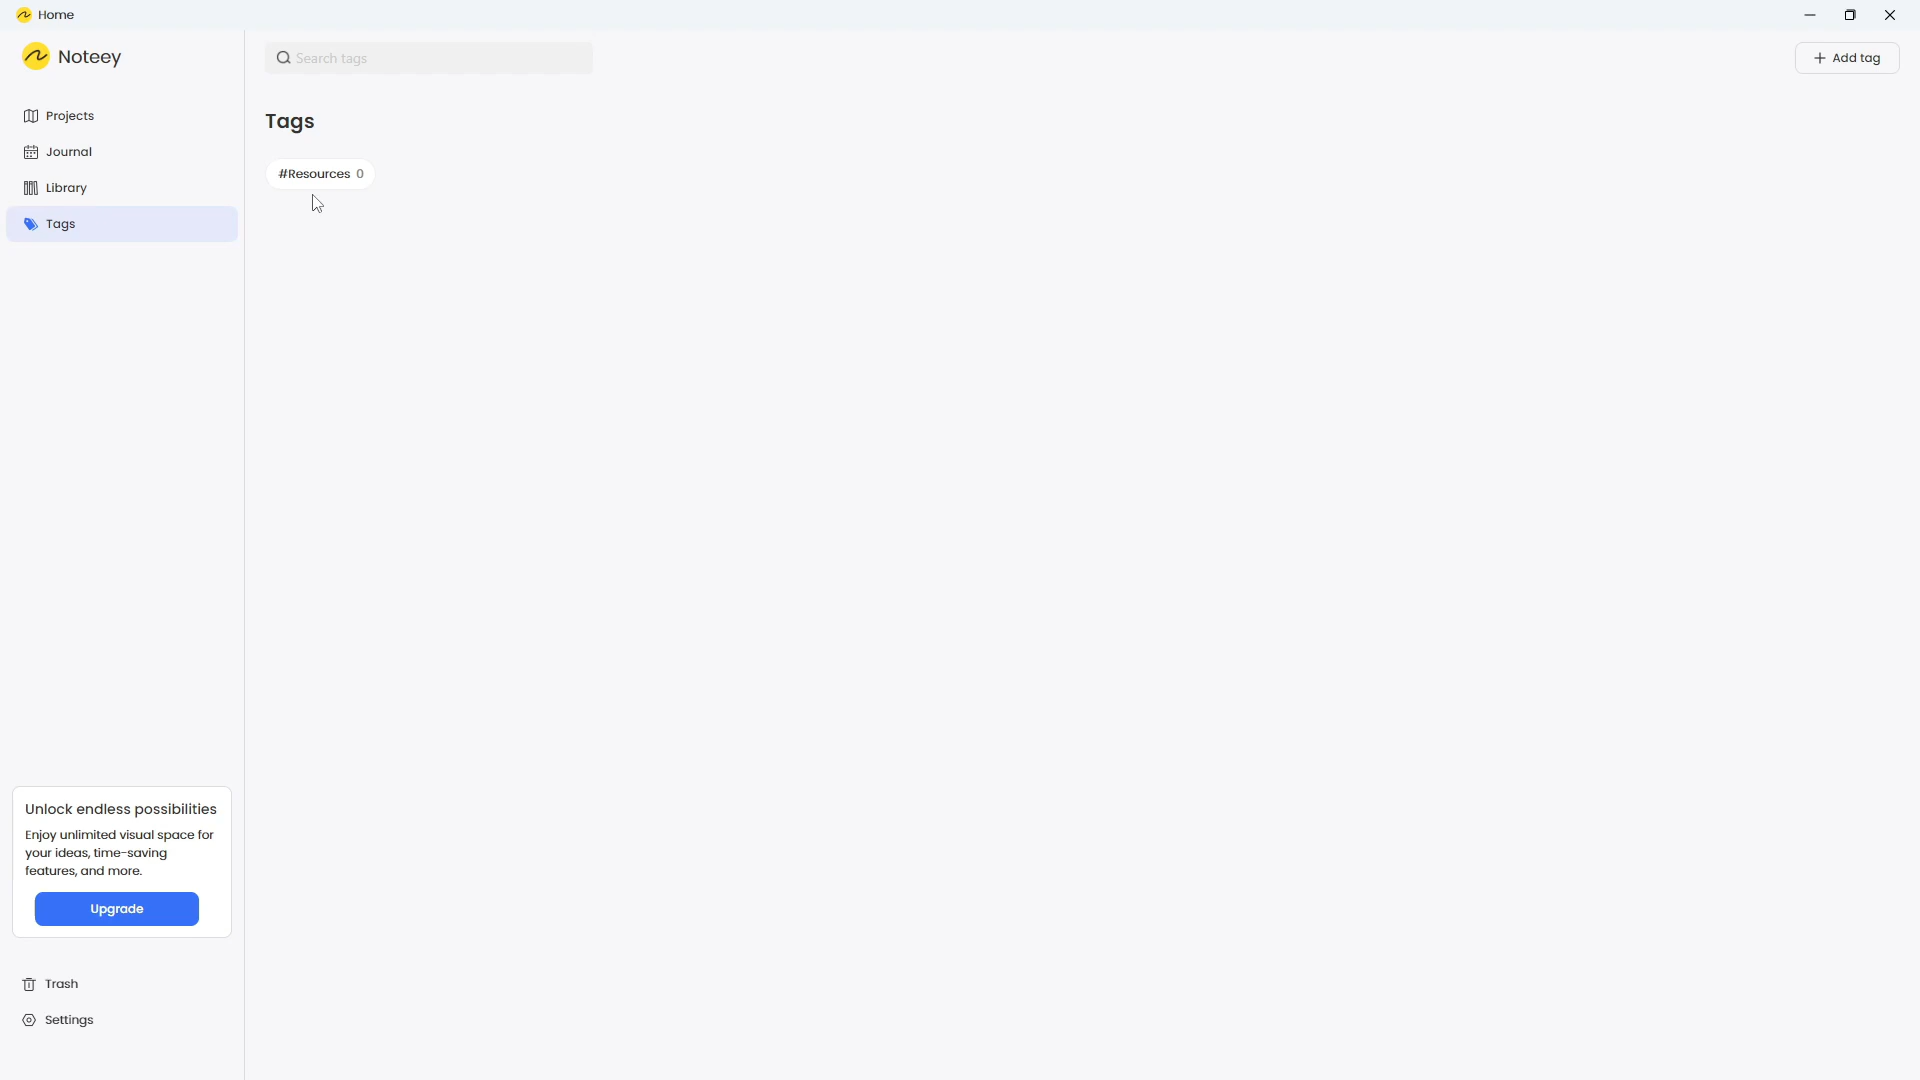 Home
Noteey
Search tags
+ Add tag
Projects
Journal
Library
Tags
Tags
#Resources 0
Unlock endless possibilities
Enjoy unlimited visual space for
your ideas, time-saving
features, and more.
Upgrade
Trash
Settings